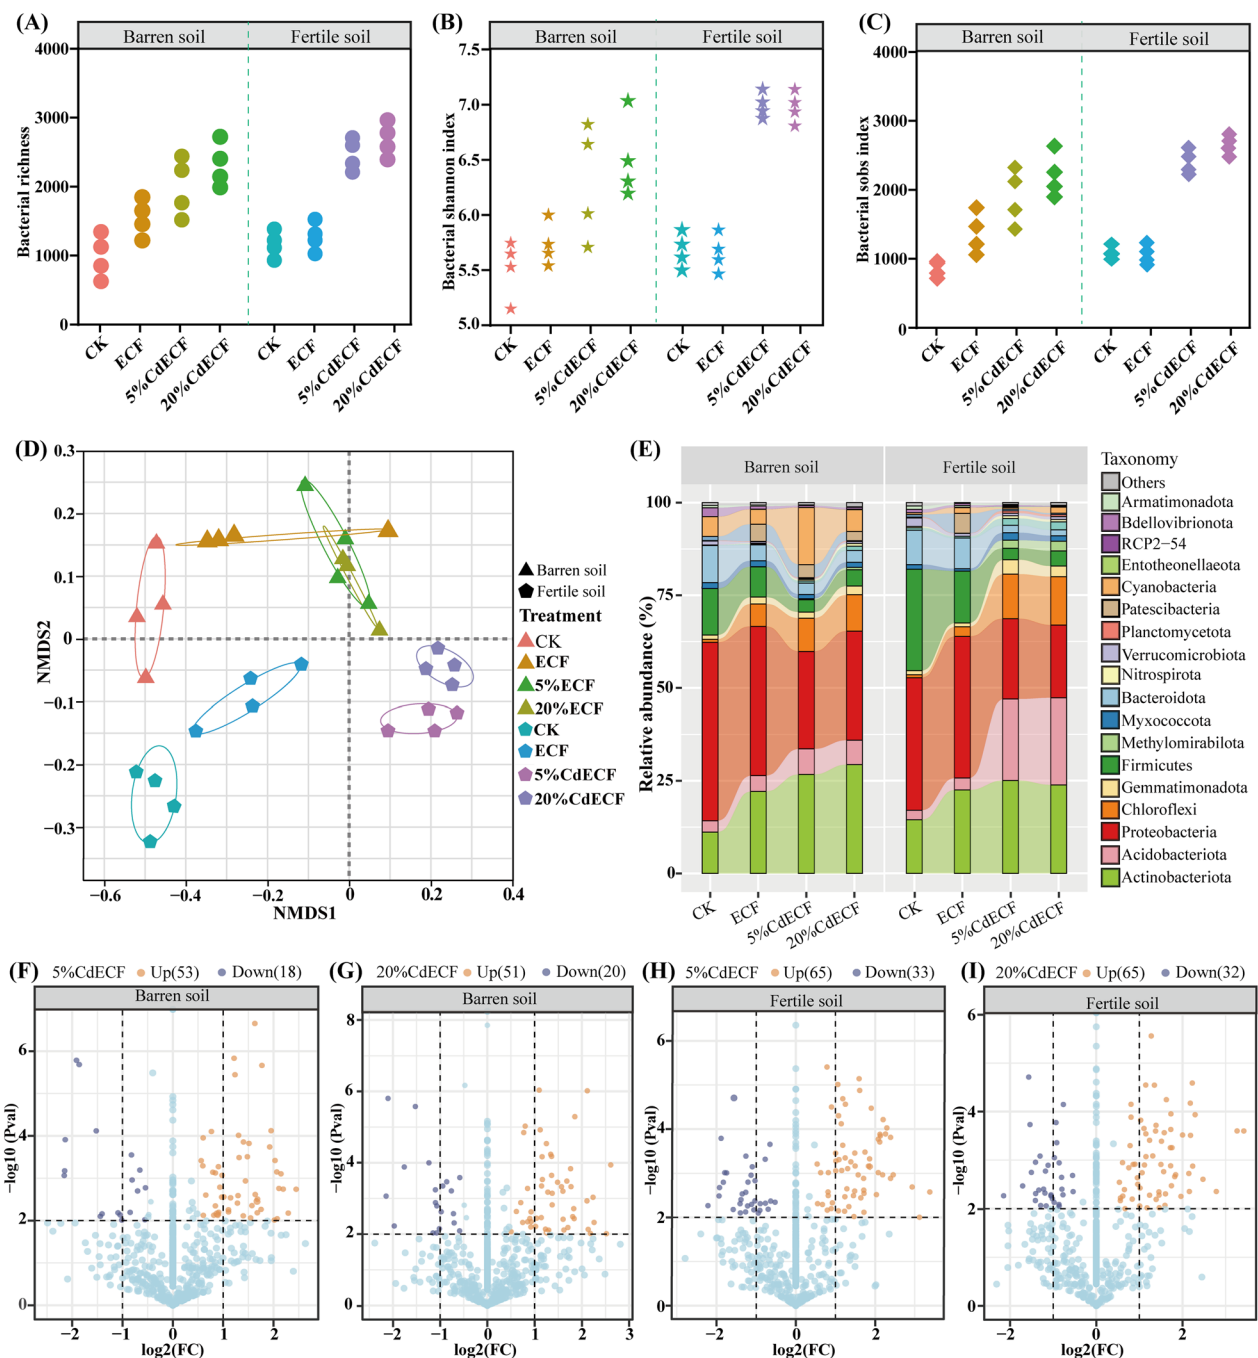 (A)
Barren soil
Fertile soil
Bacterial richness
4000
3000
2000
1000
0
CK
ECF
5%CdECF
20%CdECF
CK
ECF
5%CdECF
20%CdECF
(B)
Barren soil
Fertile soil
Bacterial shannon index
7.5
7.0
6.5
6.0
5.5
5.0
CK
ECF
5%CdECF
20%CdECF
CK
ECF
5%CdECF
20%CdECF
(C)
Barren soil
Fertile soil
Bacterial sobs index
4000
3000
2000
1000
0
CK
ECF
5%CdECF
20%CdECF
CK
ECF
5%CdECF
20%CdECF
(D)
NMDS2
0.3
0.2
0.1
0
−0.1
−0.2
−0.3
−0.6
−0.4
−0.2
0
0.2
0.4
NMDS1
Barren soil
Fertile soil
Treatment
CK
ECF
5%ECF
20%ECF
CK
ECF
5%CdECF
20%CdECF
(E)
Barren soil
Fertile soil
Relative abundance (%)
100
75
50
25
0
CK
ECF
5%CdECF
20%CdECF
CK
ECF
5%CdECF
20%CdECF
Taxonomy
Others
Armatimonadota
Bdellovibrionota
RCP2−54
Entotheonellaeota
Cyanobacteria
Patescibacteria
Planctomycetota
Verrucomicrobiota
Nitrospirota
Bacteroidota
Myxococcota
Methylomirabilota
Firmicutes
Gemmatimonadota
Chloroflexi
Proteobacteria
Acidobacteriota
Actinobacteriota
(F) 5%CdECF Up(53) Down(18)
Barren soil
−log10 (Pval)
6
4
2
0
−2
−1
0
1
2
log2(FC)
(G) 20%CdECF Up(51) Down(20)
Barren soil
−log10 (Pval)
8
6
4
2
0
−2
−1
0
1
2
3
log2(FC)
(H) 5%CdECF Up(65) Down(33)
Fertile soil
−log10 (Pval)
6
4
2
0
−2
0
2
log2(FC)
(I) 20%CdECF Up(65) Down(32)
Fertile soil
−log10 (Pval)
6
4
2
0
−2
0
2
log2(FC)